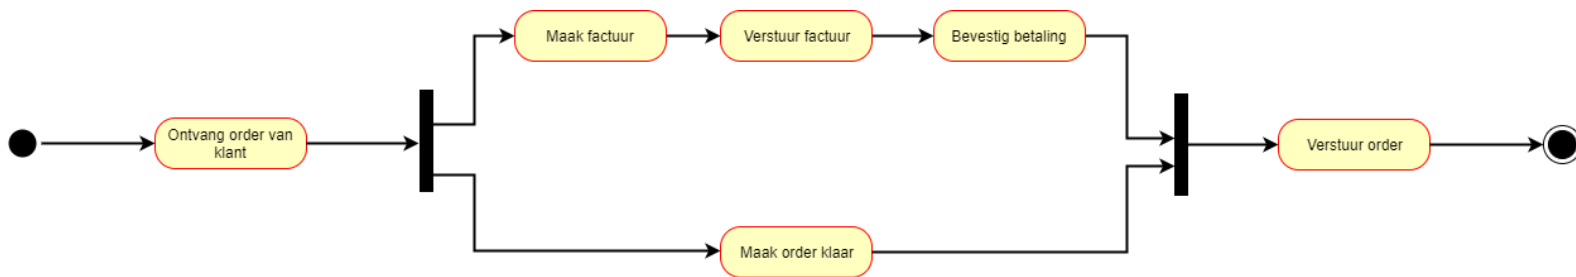 Maak factuur
Verstuur factuur
Bevestig betaling
Ontvang order van
klant
Verstuur order
Maak order klaar